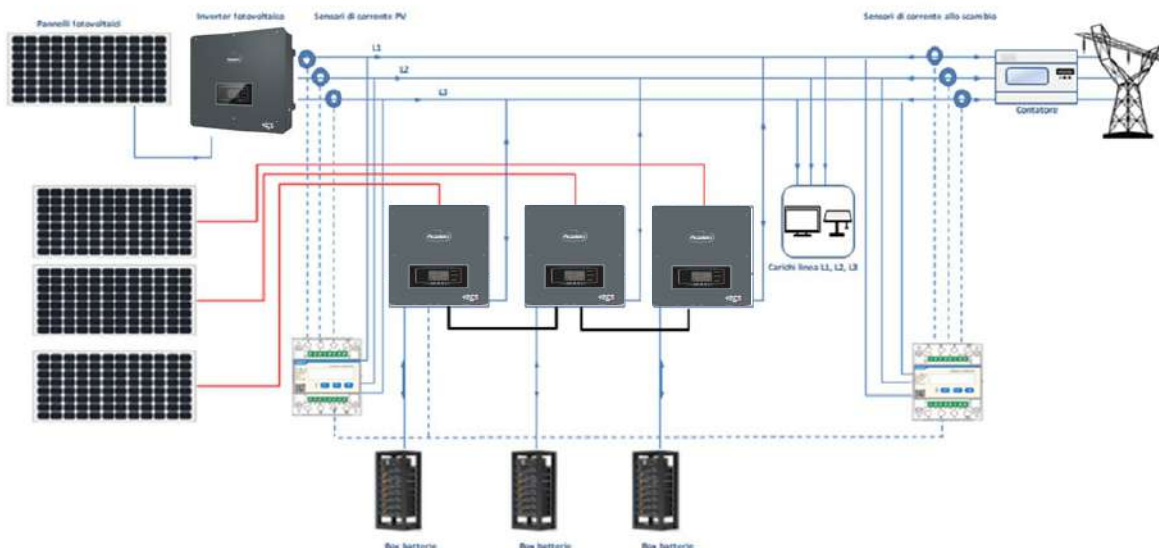 Pannelli fotovoltaici
Inverter fotovoltaico
Sensori di corrente PV
Sensori di corrente allo scambio
L1
L2
L3
Contatore
Carichi linea L1, L2, L3
Box batterie
Box batterie
Box batterie